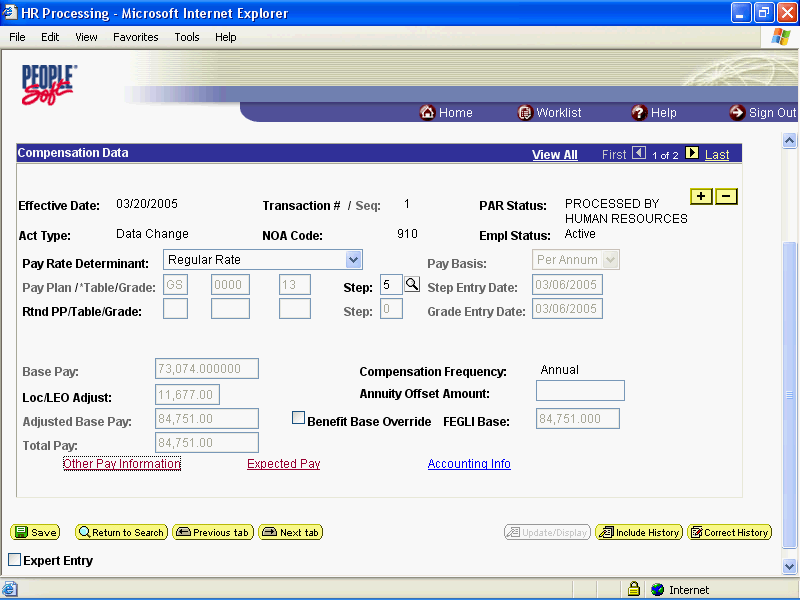 HR Processing - Microsoft Internet Explorer
File Edit View Favorites Tools Help
PEOPLE
Soft
Home Worklist Help Sign Out
Compensation Data View All First 1 of 2 Last
Effective Date: 03/20/2005 Transaction # / Seq: 1 PAR Status: PROCESSED BY
HUMAN RESOURCES
Act Type: Data Change NOA Code: 910 Empl Status: Active
Pay Rate Determinant: Regular Rate Pay Basis: Per Annum
Pay Plan /*Table/Grade: GS 0000 13 Step: 5 Step Entry Date: 03/06/2005
Rtnd PP/Table/Grade: Step: 0 Grade Entry Date: 03/06/2005
Base Pay: 73,074.000000 Compensation Frequency: Annual
Loc/LEO Adjust: 11,677.00 Annuity Offset Amount:
Adjusted Base Pay: 84,751.00 Benefit Base Override FEGLI Base: 84,751.000
Total Pay: 84,751.00
Other Pay Information Expected Pay Accounting Info
Save Return to Search Previous tab Next tab Update/Display Include History Correct History
Expert Entry
Internet